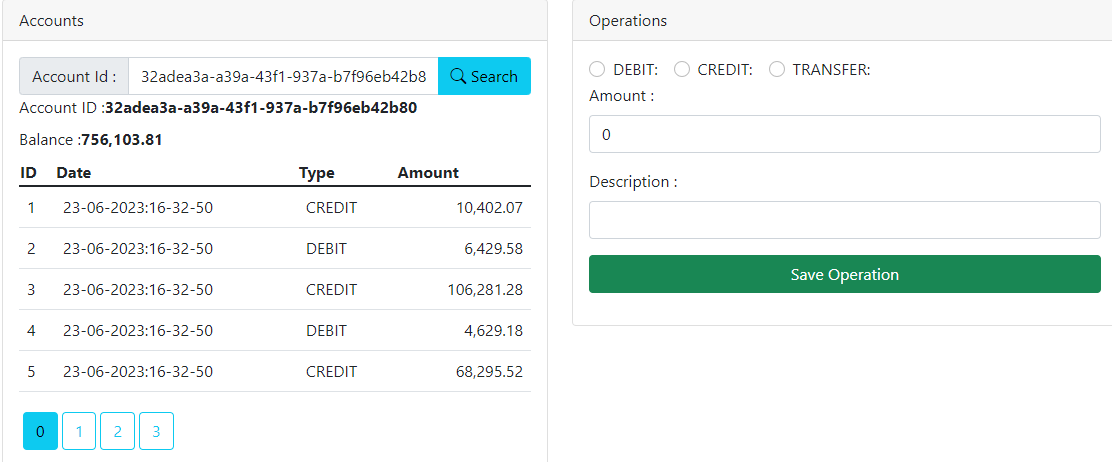 Accounts
Account Id : 32adea3a-a39a-43f1-937a-b7f96eb42b8 Search
Account ID :32adea3a-a39a-43f1-937a-b7f96eb42b80
Balance :756,103.81
ID Date Type Amount
1 23-06-2023:16-32-50 CREDIT 10,402.07
2 23-06-2023:16-32-50 DEBIT 6,429.58
3 23-06-2023:16-32-50 CREDIT 106,281.28
4 23-06-2023:16-32-50 DEBIT 4,629.18
5 23-06-2023:16-32-50 CREDIT 68,295.52
0 1 2 3
Operations
DEBIT: CREDIT: TRANSFER:
Amount :
0
Description :
Save Operation